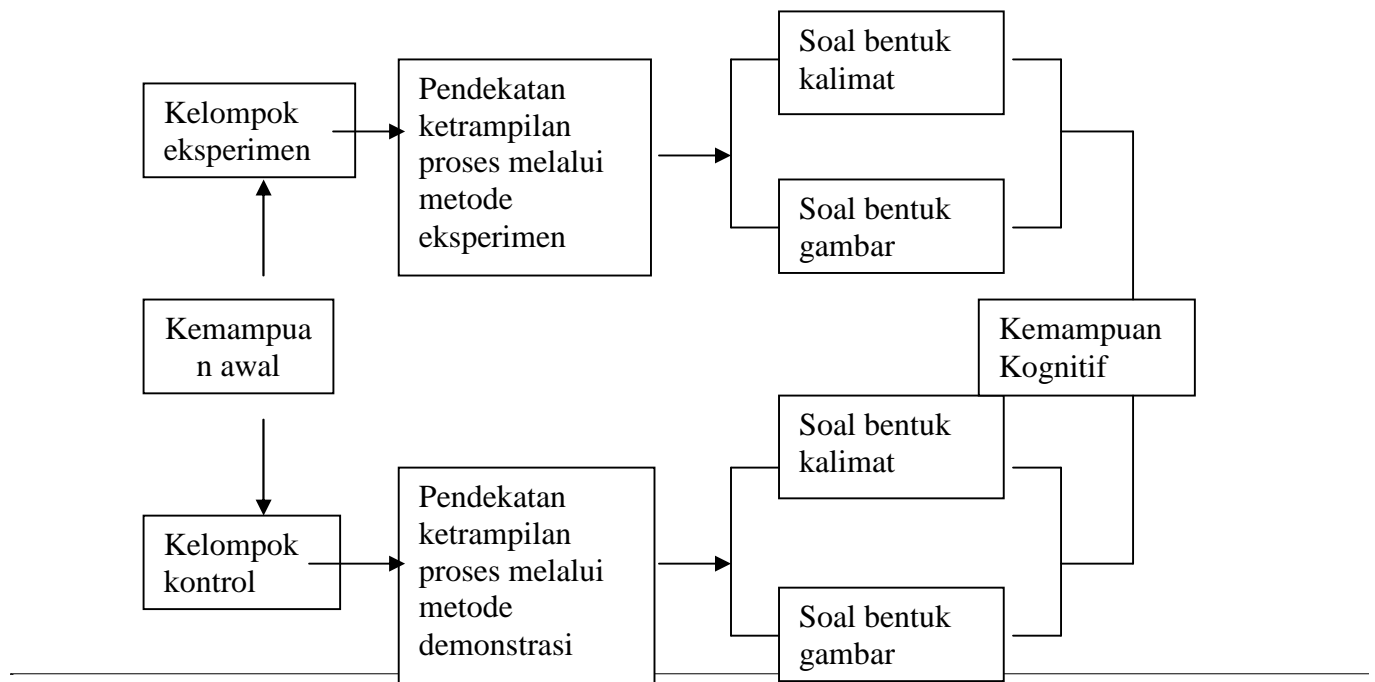 Kelompok
eksperimen
Pendekatan
ketrampilan
proses melalui
metode
eksperimen
Soal bentuk
kalimat
Soal bentuk
gambar
Kemampua
n awal
Kemampuan
Kognitif
Kelompok
kontrol
Pendekatan
ketrampilan
proses melalui
metode
demonstrasi
Soal bentuk
kalimat
Soal bentuk
gambar